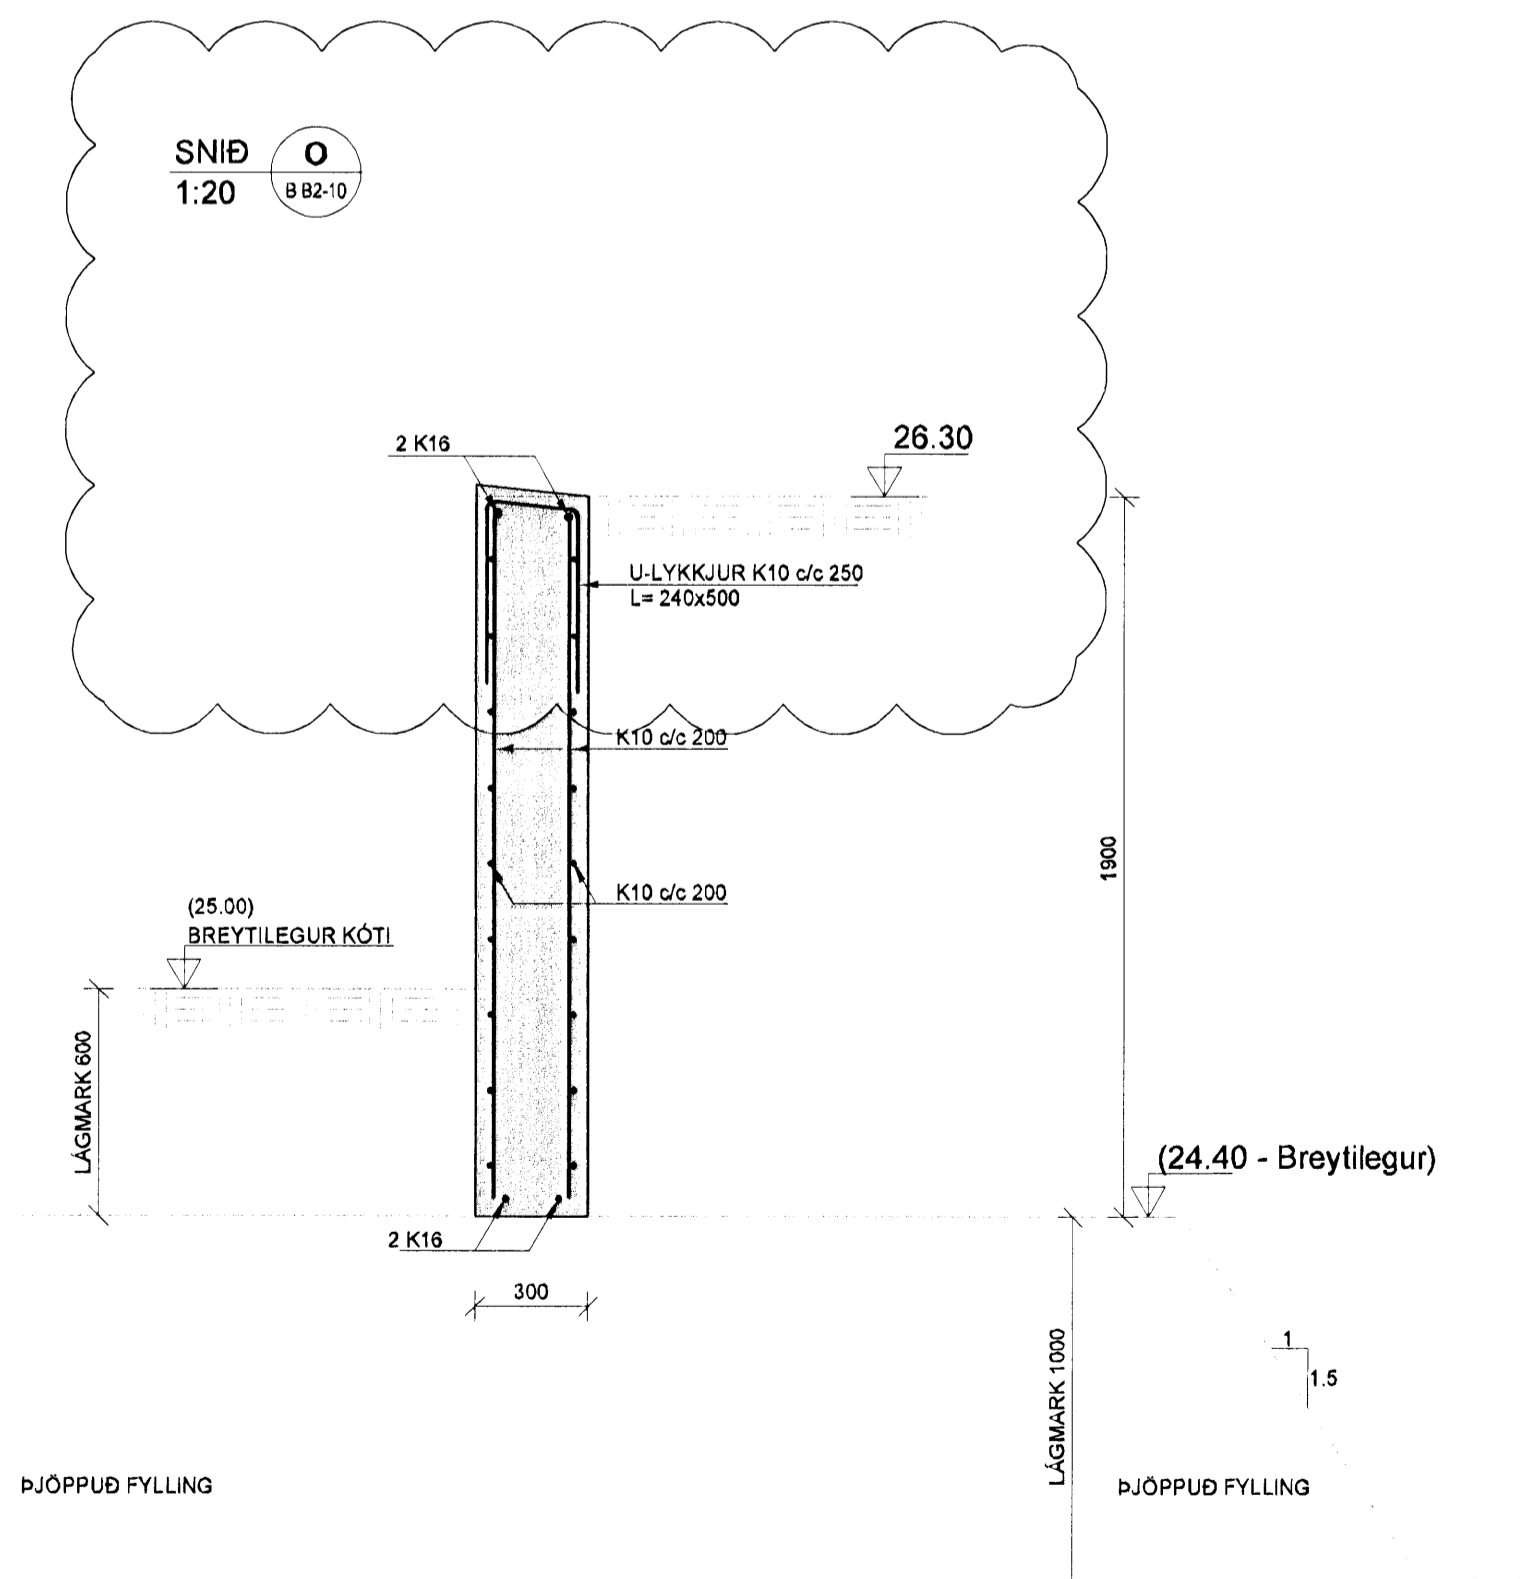 SNIÐ O
1:20 B B2-10
2 K16
26.30
U-LYKKJUR K10 c/c 250
L= 240x500
K10 c/c 200
1900
K10 c/c 200
(25.00)
BREYTILEGUR KÓTI
LÁGMARK 600
(24.40 - Breytilegur)
2 K16
300
LÁGMARK 1000
1
1.5
ÞJÖPPUÐ FYLLING
ÞJÖPPUÐ FYLLING